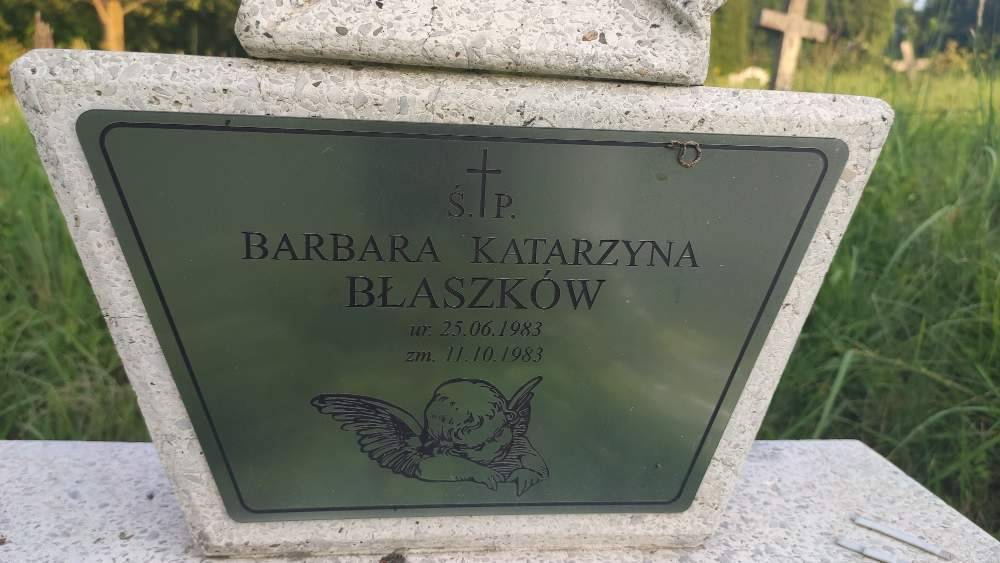 Ś. P.
BARBARA KATARZYNA
BŁASZKÓW
ur. 25.06.1983
zm. 11.10.1983